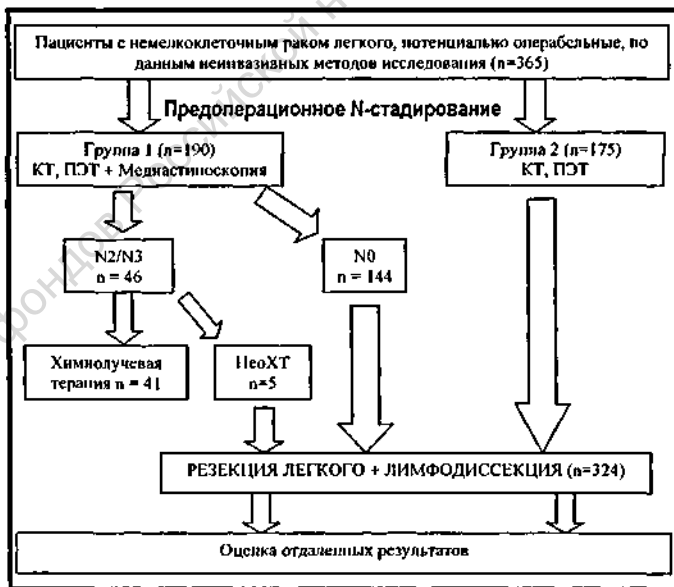 фондов Российской
Пациенты с немелкоклеточным раком легкого, потенциально операбельные, по
данным неинвазивных методов исследования (n=365)
Предоперационное N-стадирование
Группа 1 (n=190)
КТ, ПЭТ + Медиастиноскопия
Группа 2 (n=175)
КТ, ПЭТ
N2/N3
n = 46
N0
n = 144
Химиолучевая
терапия n = 41
НеоХТ
n=5
РЕЗЕКЦИЯ ЛЕГКОГО + ЛИМФОДИССЕКЦИЯ (n=324)
Оценка отдаленных результатов